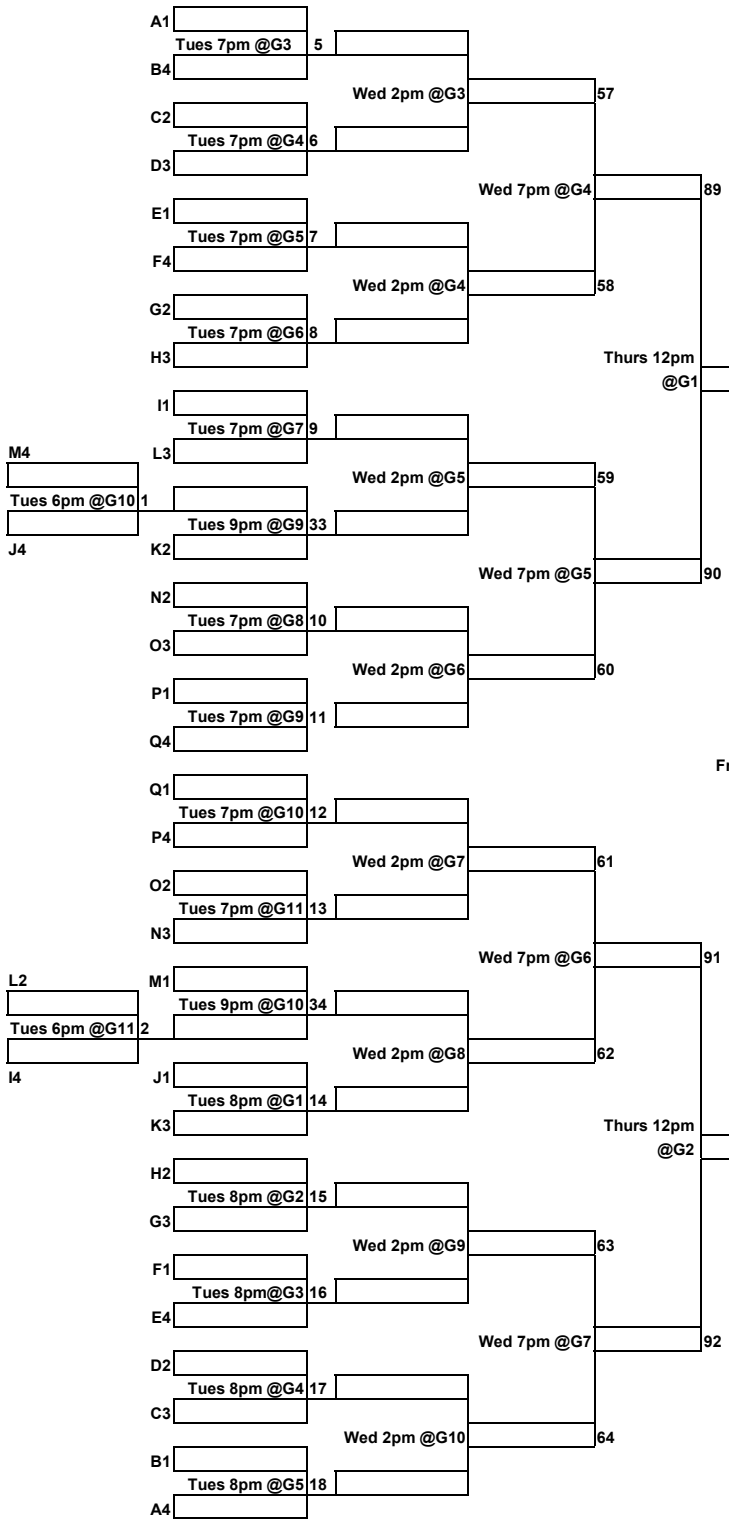 A1
Tues 7pm @G3 5
B4
Wed 2pm @G3 57
C2
Tues 7pm @G4 6
D3
Wed 7pm @G4 89
E1
Tues 7pm @G5 7
F4
Wed 2pm @G4 58
G2
Tues 7pm @G6 8
H3
Thurs 12pm
@G1
I1
Tues 7pm @G7 9
L3
M4
Wed 2pm @G5 59
Tues 6pm @G10 1
Tues 9pm @G9 33
J4
K2
Wed 7pm @G5 90
N2
Tues 7pm @G8 10
O3
Wed 2pm @G6 60
P1
Tues 7pm @G9 11
Q4
Fr
Q1
Tues 7pm @G10 12
P4
Wed 2pm @G7 61
O2
Tues 7pm @G11 13
N3
Wed 7pm @G6 91
L2
M1
Tues 9pm @G10 34
Tues 6pm @G11 2
Wed 2pm @G8 62
I4
J1
Tues 8pm @G1 14
K3
Thurs 12pm
@G2
H2
Tues 8pm @G2 15
G3
Wed 2pm @G9 63
F1
Tues 8pm@G3 16
E4
Wed 7pm @G7 92
D2
Tues 8pm @G4 17
C3
Wed 2pm @G10 64
B1
Tues 8pm @G5 18
A4